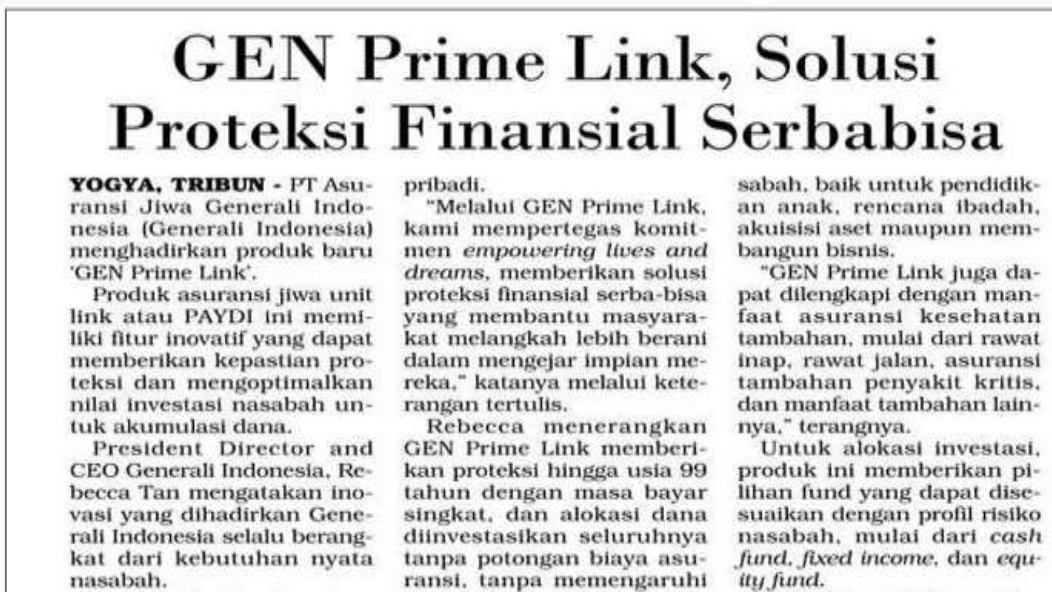 GEN Prime Link, Solusi
Proteksi Finansial Serbabisa
YOGYA, TRIBUN - PT Asu-
ransi Jiwa Generali Indo-
nesia (Generali Indonesia)
menghadirkan produk baru
'GEN Prime Link'.
Produk asuransi jiwa unit
link atau PAYDI ini memi-
liki fitur inovatif yang dapat
memberikan kepastian pro-
teksi dan mengoptimalkan
nilai investasi nasabah un-
tuk akumulasi dana.
President Director and
CEO Generali Indonesia, Re-
becca Tan mengatakan ino-
vasi yang dihadirkan Gene-
rali Indonesia selalu berang-
kat dari kebutuhan nyata
nasabah.
pribadi.
"Melalui GEN Prime Link,
kami mempertegas komit-
men empowering lives and
dreams, memberikan solusi
proteksi finansial serba-bisa
yang membantu masyara-
kat melangkah lebih berani
dalam mengejar impian me-
reka," katanya melalui kete-
rangan tertulis.
Rebecca menerangkan
GEN Prime Link memberi-
kan proteksi hingga usia 99
tahun dengan masa bayar
singkat, dan alokasi dana
diinvestasikan seluruhnya
tanpa potongan biaya asu-
ransi, tanpa memengaruhi
sabah, baik untuk pendidik-
an anak, rencana ibadah,
akuisisi aset maupun mem-
bangun bisnis.
"GEN Prime Link juga da-
pat dilengkapi dengan man-
faat asuransi kesehatan
tambahan, mulai dari rawat
inap, rawat jalan, asuransi
tambahan penyakit kritis,
dan manfaat tambahan lain-
nya," terangnya.
Untuk alokasi investasi,
produk ini memberikan pi-
lihan fund yang dapat dise-
suaikan dengan profil risiko
nasabah, mulai dari cash
fund, fixed income, dan equ-
ity fund.